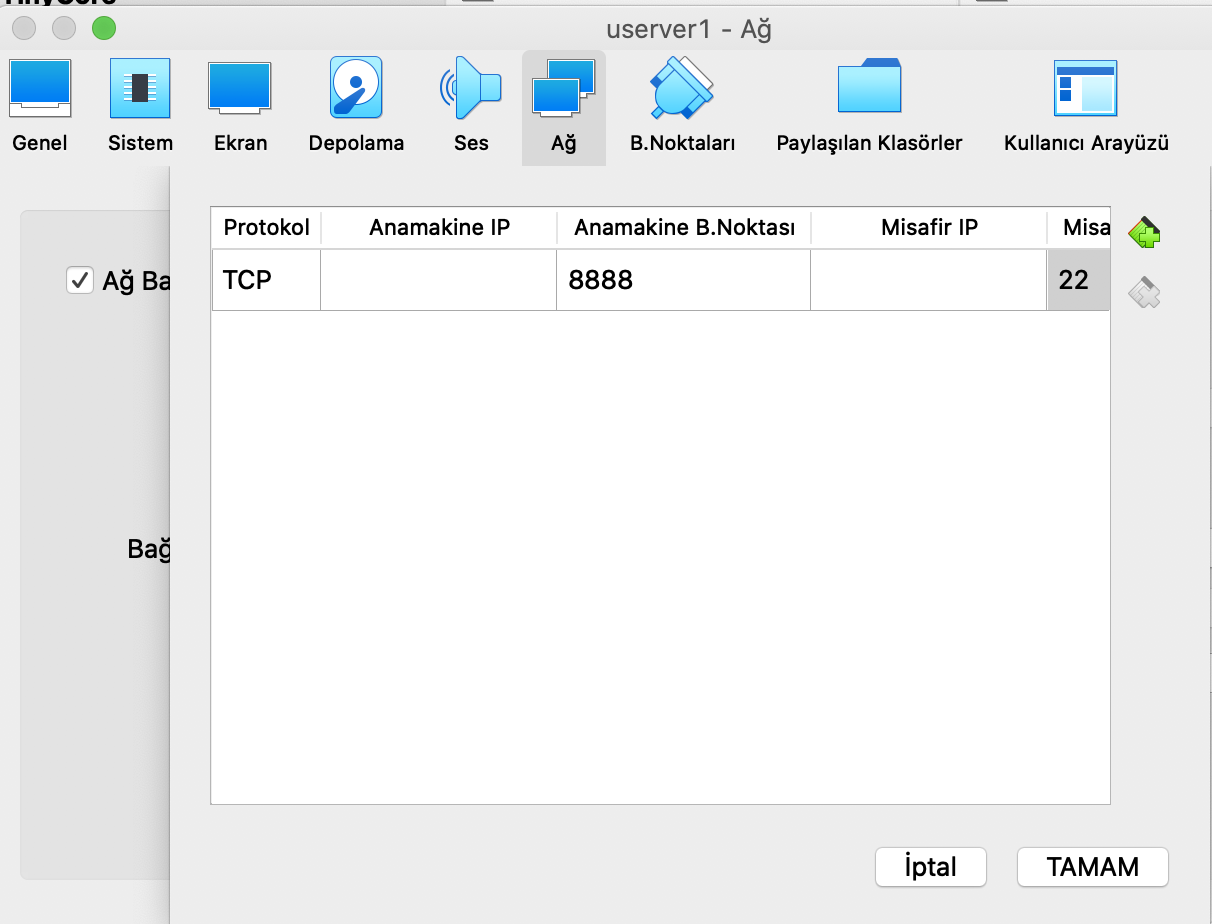 userver1 - Ağ
Genel
Sistem
Ekran
Depolama
Ses
Ağ
B.Noktaları
Paylaşılan Klasörler
Kullanıcı Arayüzü
Protokol
Anamakine IP
Anamakine B.Noktası
Misafir IP
Misa
TCP
8888
22
Ağ Ba
Bağ
İptal
TAMAM